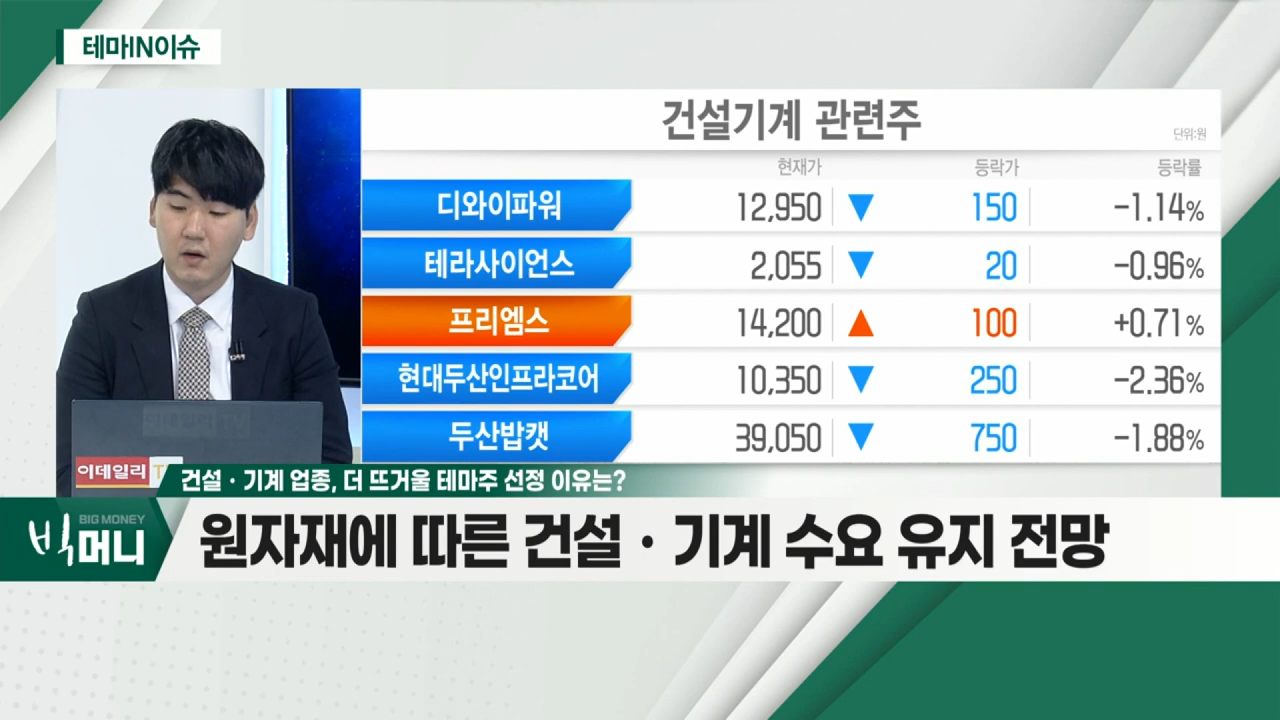 테마IN이슈
건설기계 관련주
단위:원
현재가 등락가 등락률
디와이파워 12,950 ▼ 150 -1.14%
테라사이언스 2,055 ▼ 20 -0.96%
프리엠스 14,200 ▲ 100 +0.71%
현대두산인프라코어 10,350 ▼ 250 -2.36%
두산밥캣 39,050 ▼ 750 -1.88%
이데일리 TV
이데일리
건설·기계 업종, 더 뜨거울 테마주 선정 이유는?
BIG MONEY
빅머니
원자재에 따른 건설·기계 수요 유지 전망